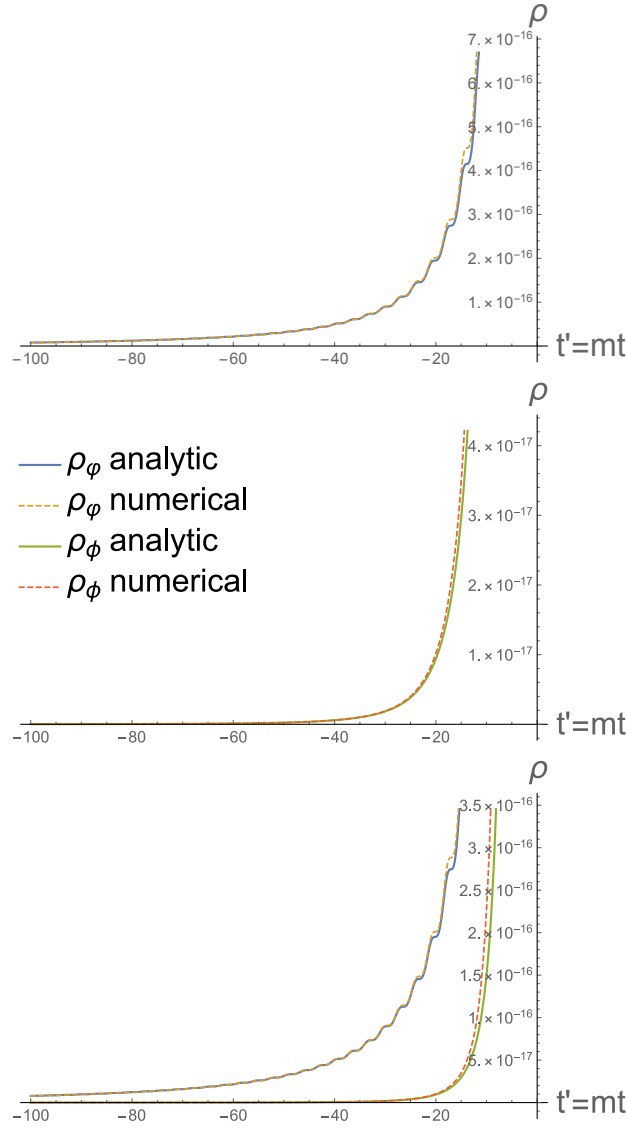 ρ
7. × 10⁻¹⁶
6. × 10⁻¹⁶
5. × 10⁻¹⁶
4. × 10⁻¹⁶
3. × 10⁻¹⁶
2. × 10⁻¹⁶
1. × 10⁻¹⁶
−100 −80 −60 −40 −20 t'=mt
ρ
ρ_φ analytic
ρ_φ numerical
ρ_ϕ analytic
ρ_ϕ numerical
4. × 10⁻¹⁷
3. × 10⁻¹⁷
2. × 10⁻¹⁷
1. × 10⁻¹⁷
−100 −80 −60 −40 −20 t'=mt
ρ
3.5 × 10⁻¹⁶
3. × 10⁻¹⁶
2.5 × 10⁻¹⁶
2. × 10⁻¹⁶
1.5 × 10⁻¹⁶
1. × 10⁻¹⁶
5. × 10⁻¹⁷
−100 −80 −60 −40 −20 t'=mt